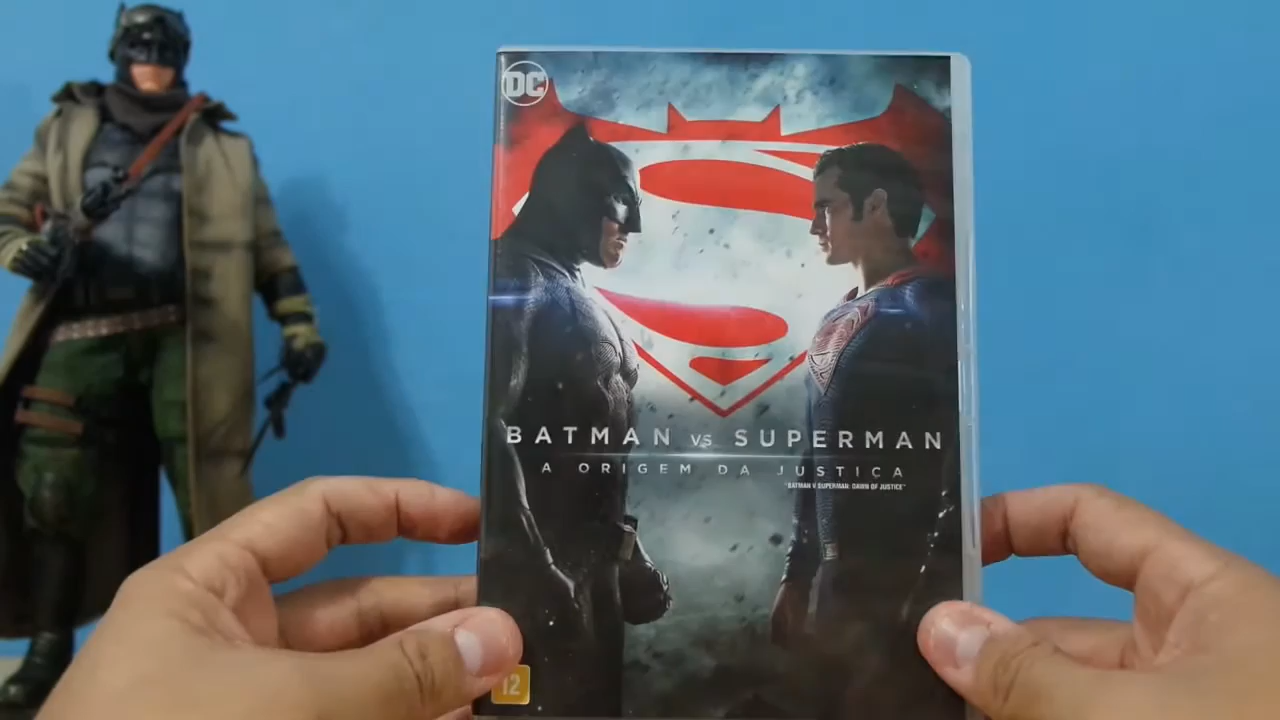 DC
BATMAN vs SUPERMAN
A ORIGEM DA JUSTIÇA
"BATMAN V SUPERMAN: DAWN OF JUSTICE"
12